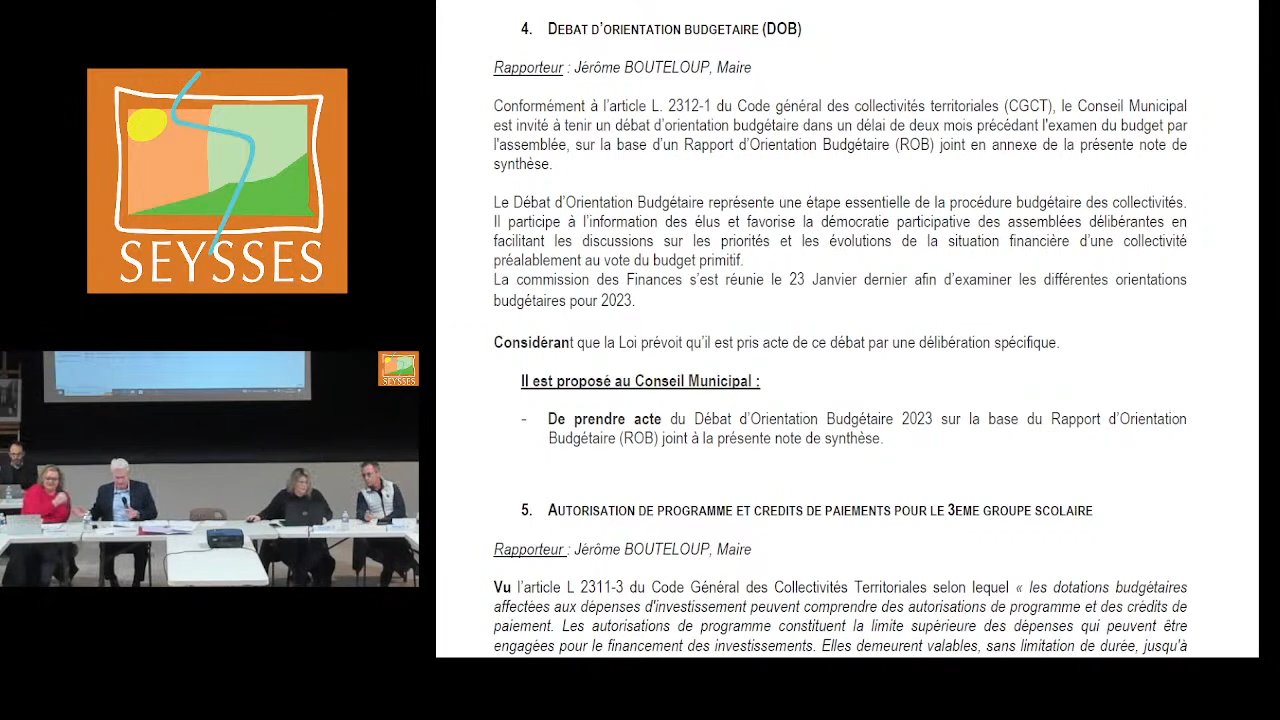 SEYSSES
SEYSSES
4. DEBAT D'ORIENTATION BUDGETAIRE (DOB)
Rapporteur : Jérôme BOUTELOUP, Maire
Conformément à l'article L. 2312-1 du Code général des collectivités territoriales (CGCT), le Conseil Municipal
est invité à tenir un débat d'orientation budgétaire dans un délai de deux mois précédant l'examen du budget par
l'assemblée, sur la base d'un Rapport d'Orientation Budgétaire (ROB) joint en annexe de la présente note de
synthèse.
Le Débat d'Orientation Budgétaire représente une étape essentielle de la procédure budgétaire des collectivités.
Il participe à l'information des élus et favorise la démocratie participative des assemblées délibérantes en
facilitant les discussions sur les priorités et les évolutions de la situation financière d'une collectivité
préalablement au vote du budget primitif.
La commission des Finances s'est réunie le 23 Janvier dernier afin d'examiner les différentes orientations
budgétaires pour 2023.
Considérant que la Loi prévoit qu'il est pris acte de ce débat par une délibération spécifique.
Il est proposé au Conseil Municipal :
- De prendre acte du Débat d'Orientation Budgétaire 2023 sur la base du Rapport d'Orientation
Budgétaire (ROB) joint à la présente note de synthèse.
5. AUTORISATION DE PROGRAMME ET CREDITS DE PAIEMENTS POUR LE 3EME GROUPE SCOLAIRE
Rapporteur : Jérôme BOUTELOUP, Maire
Vu l'article L 2311-3 du Code Général des Collectivités Territoriales selon lequel « les dotations budgétaires
affectées aux dépenses d'investissement peuvent comprendre des autorisations de programme et des crédits de
paiement. Les autorisations de programme constituent la limite supérieure des dépenses qui peuvent être
engagées pour le financement des investissements. Elles demeurent valables, sans limitation de durée, jusqu'à